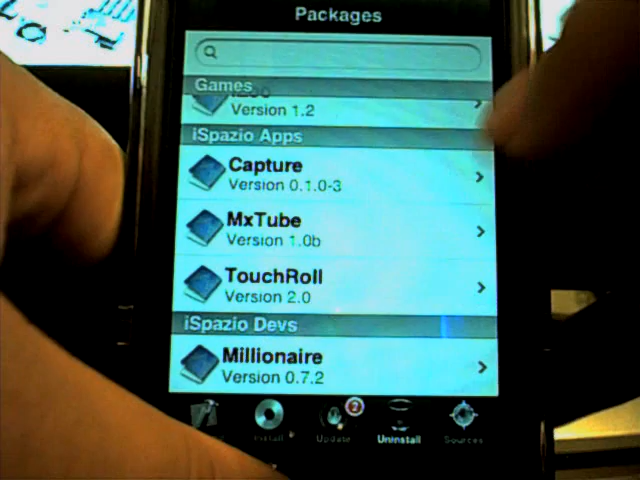 Packages
Games
Version 1.2
iSpazio Apps
Capture
Version 0.1.0-3
MxTube
Version 1.0b
TouchRoll
Version 2.0
iSpazio Devs
Millionaire
Version 0.7.2
2
Install
Update
Uninstall
Sources